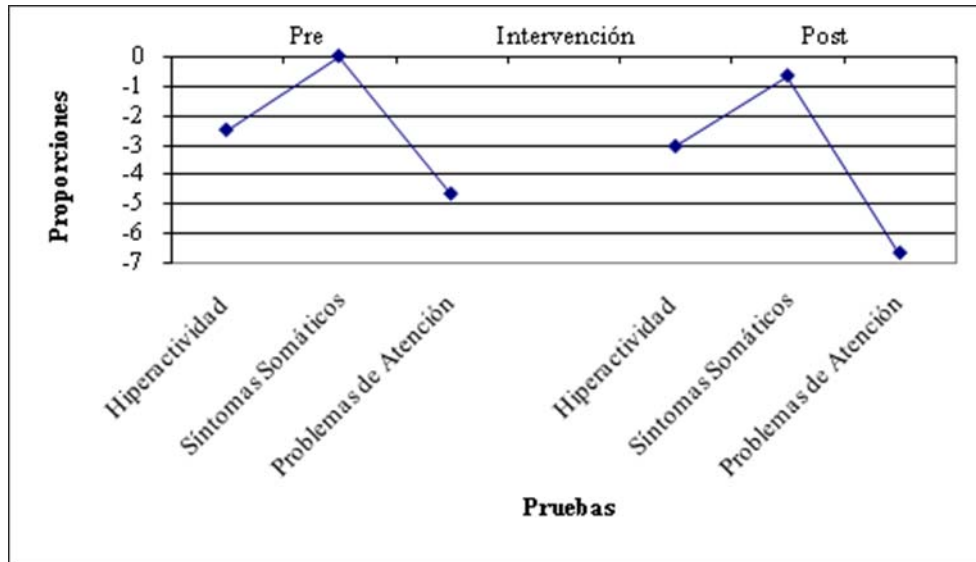 Pre Intervención Post
0
-1
-2
-3
-4
-5
-6
-7
Proporciones
Hiperactividad
Síntomas Somáticos
Problemas de Atención
Hiperactividad
Síntomas Somáticos
Problemas de Atención
Pruebas